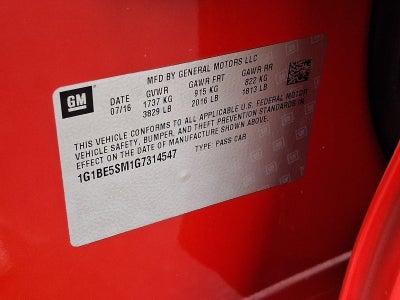 MFD BY GENERAL MOTORS LLC
GM DATE GVWR GAWR FRT GAWR RR
07/16 1737 KG 915 KG 822 KG
3829 LB 2016 LB 1813 LB
THIS VEHICLE CONFORMS TO ALL APPLICABLE U.S. FEDERAL MOTOR
VEHICLE SAFETY, BUMPER, AND THEFT PREVENTION STANDARDS IN
EFFECT ON THE DATE OF MANUFACTURE SHOWN ABOVE.
1G1BE5SM1G7314547 TYPE: PASS CAR